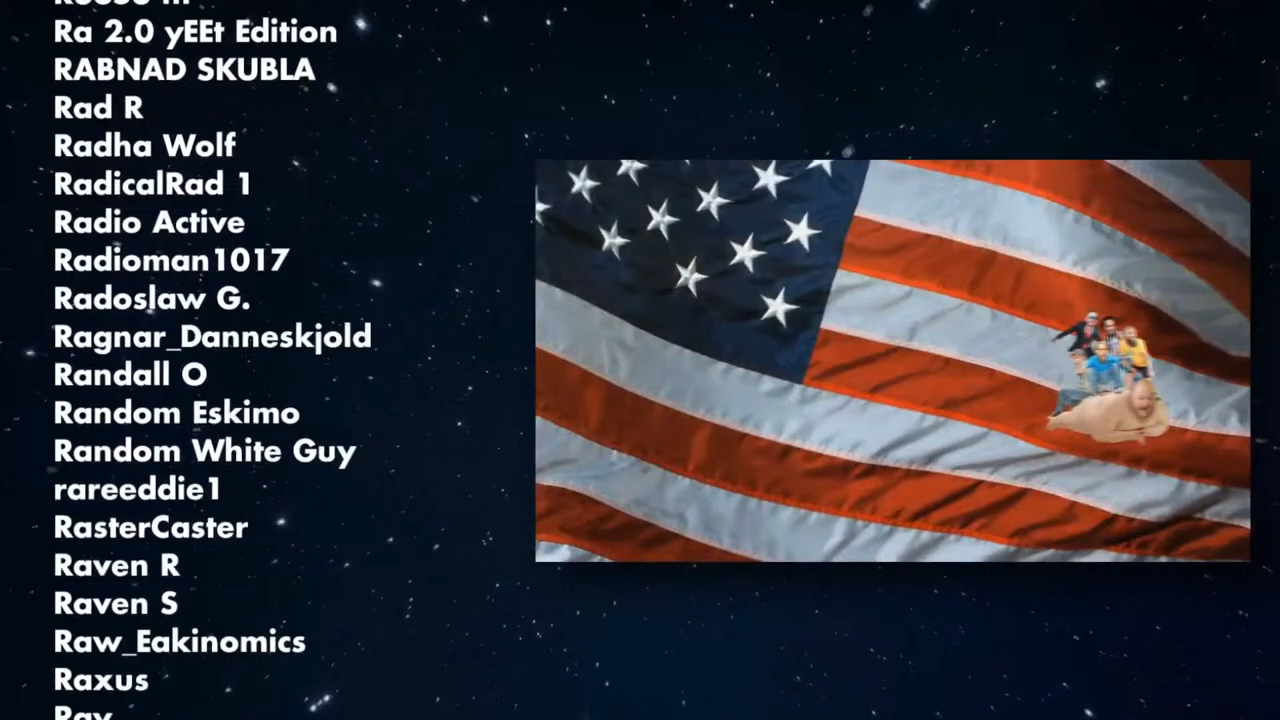 Ra 2.0 yEEt Edition
RABNAD SKUBLA
Rad R
Radha Wolf
RadicalRad 1
Radio Active
Radioman1017
Radoslaw G.
Ragnar_Danneskjold
Randall O
Random Eskimo
Random White Guy
rareeddie1
RasterCaster
Raven R
Raven S
Raw_Eakinomics
Raxus